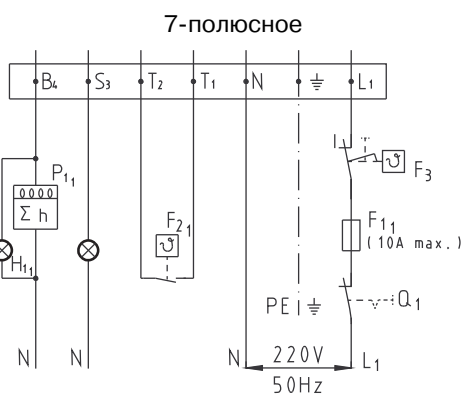 7-полюсное
B4 S3 T2 T1 N ⏚ L1
P11
F3
0000
Σh
F21
F11
ϑ
ϑ
(10A max.)
H11
PE ⏚
Q1
N N N 220V L1
50Hz